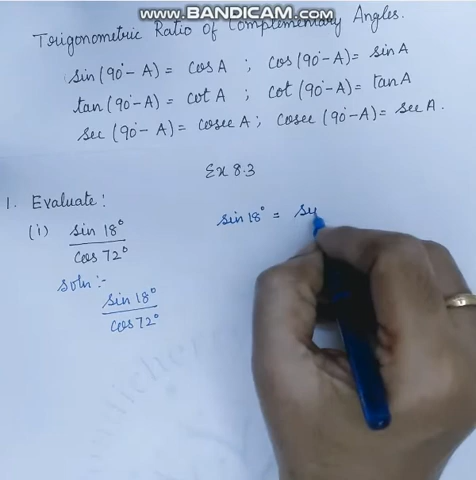 WWW.BANDICAM.COM
Trigonometric Ratio of Complementary Angles.
sin (90° - A) = cos A ; cos (90° - A) = sin A
tan (90° - A) = cot A ; cot (90° - A) = tan A
sec (90° - A) = cosec A ; cosec (90° - A) = sec A.
Ex 8.3
1. Evaluate:
(i) sin 18°
cos 72°
Soln :-
sin 18°
cos 72°
sin 18° =